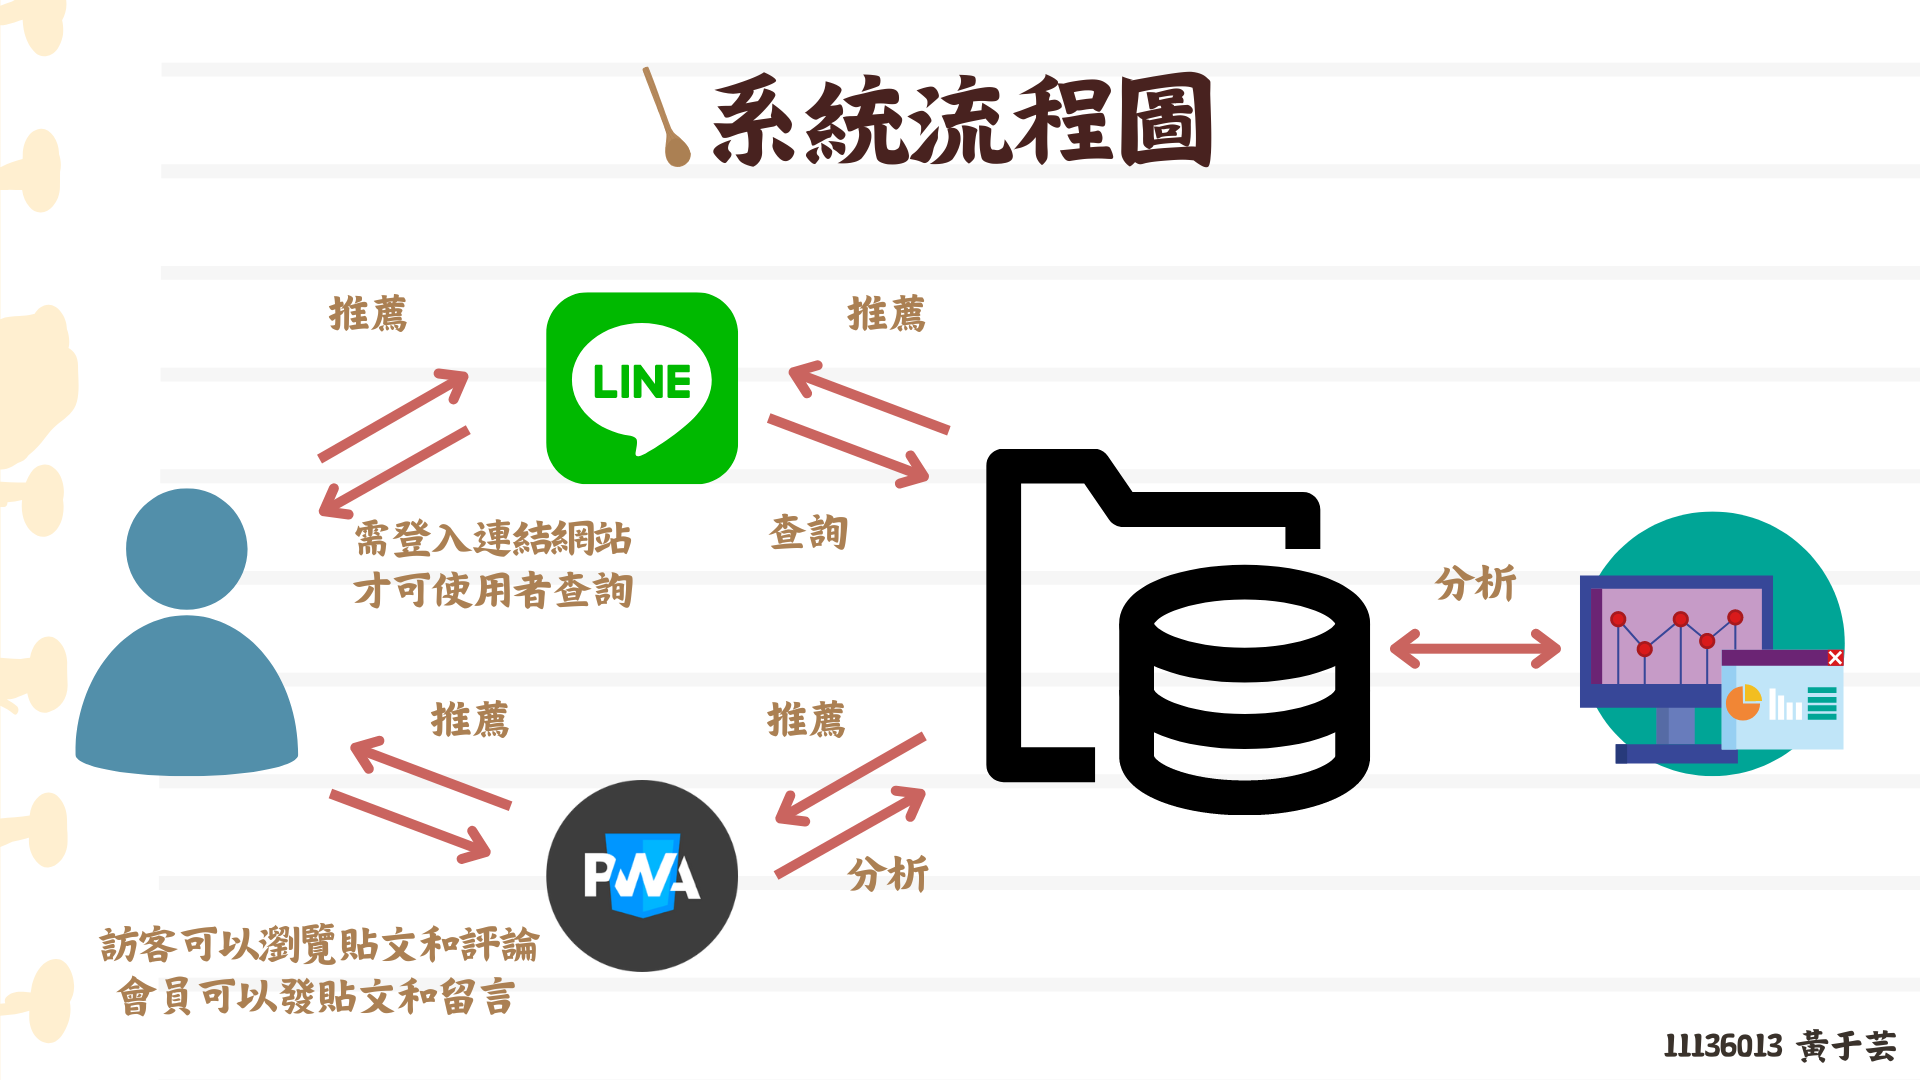 系統流程圖
推薦
推薦
LINE
需登入連結網站
才可使用者查詢
查詢
分析
推薦
推薦
PWA
分析
訪客可以瀏覽貼文和評論
會員可以發貼文和留言
11136013 黃于芸